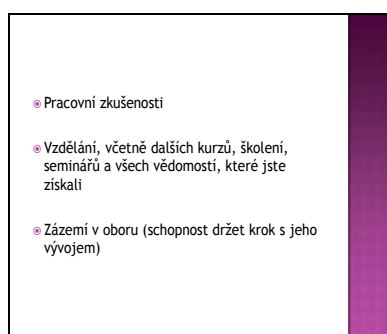 Pracovní zkušenosti
Vzdělání, včetně dalších kurzů, školení,
seminářů a všech vědomostí, které jste
získali
Zázemí v oboru (schopnost držet krok s jeho
vývojem)